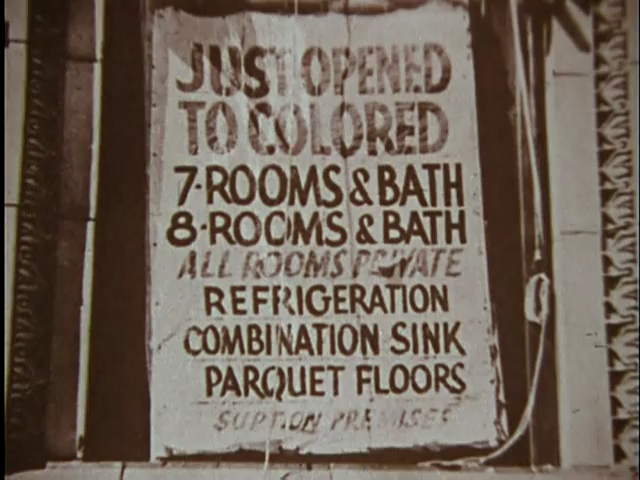 JUST OPENED
TO COLORED
7-ROOMS & BATH
8-ROOMS & BATH
ALL ROOMS PRIVATE
REFRIGERATION
COMBINATION SINK
PARQUET FLOORS
SUPT ON PREMISES